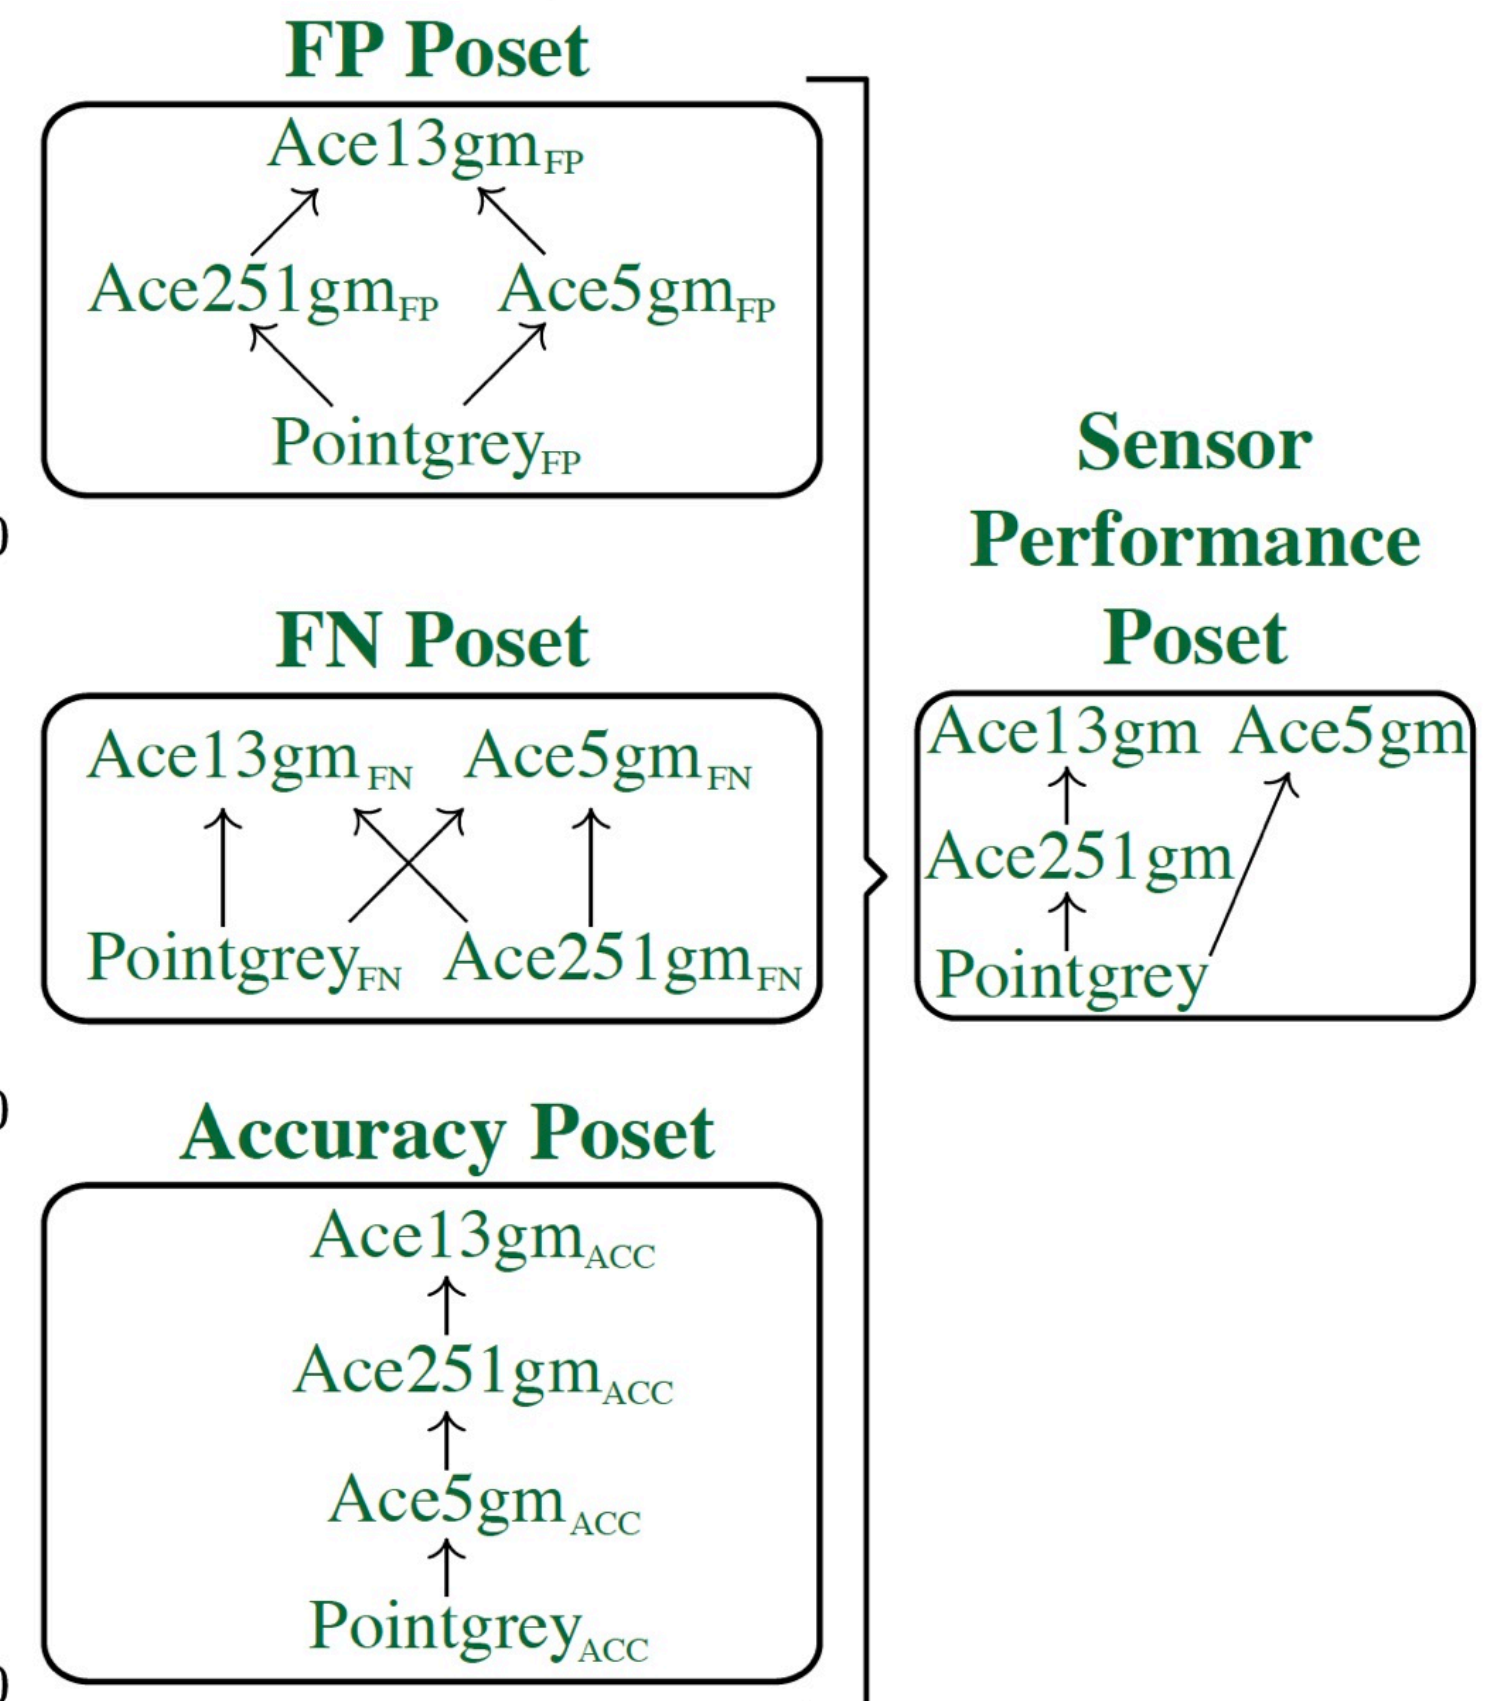 FP Poset
Ace13gmFP
Ace251gmFP Ace5gmFP
PointgreyFP
FN Poset
Ace13gmFN Ace5gmFN
PointgreyFN Ace251gmFN
Accuracy Poset
Ace13gmACC
Ace251gmACC
Ace5gmACC
PointgreyACC
Sensor
Performance
Poset
Ace13gm Ace5gm
Ace251gm
Pointgrey